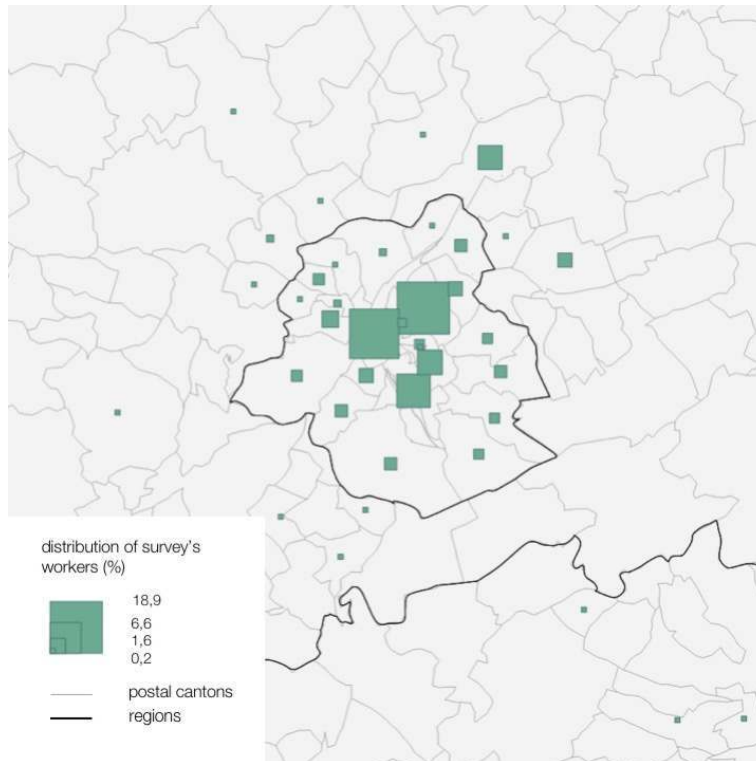 distribution of survey's
workers (%)
18,9
6,6
1,6
0,2
postal cantons
regions